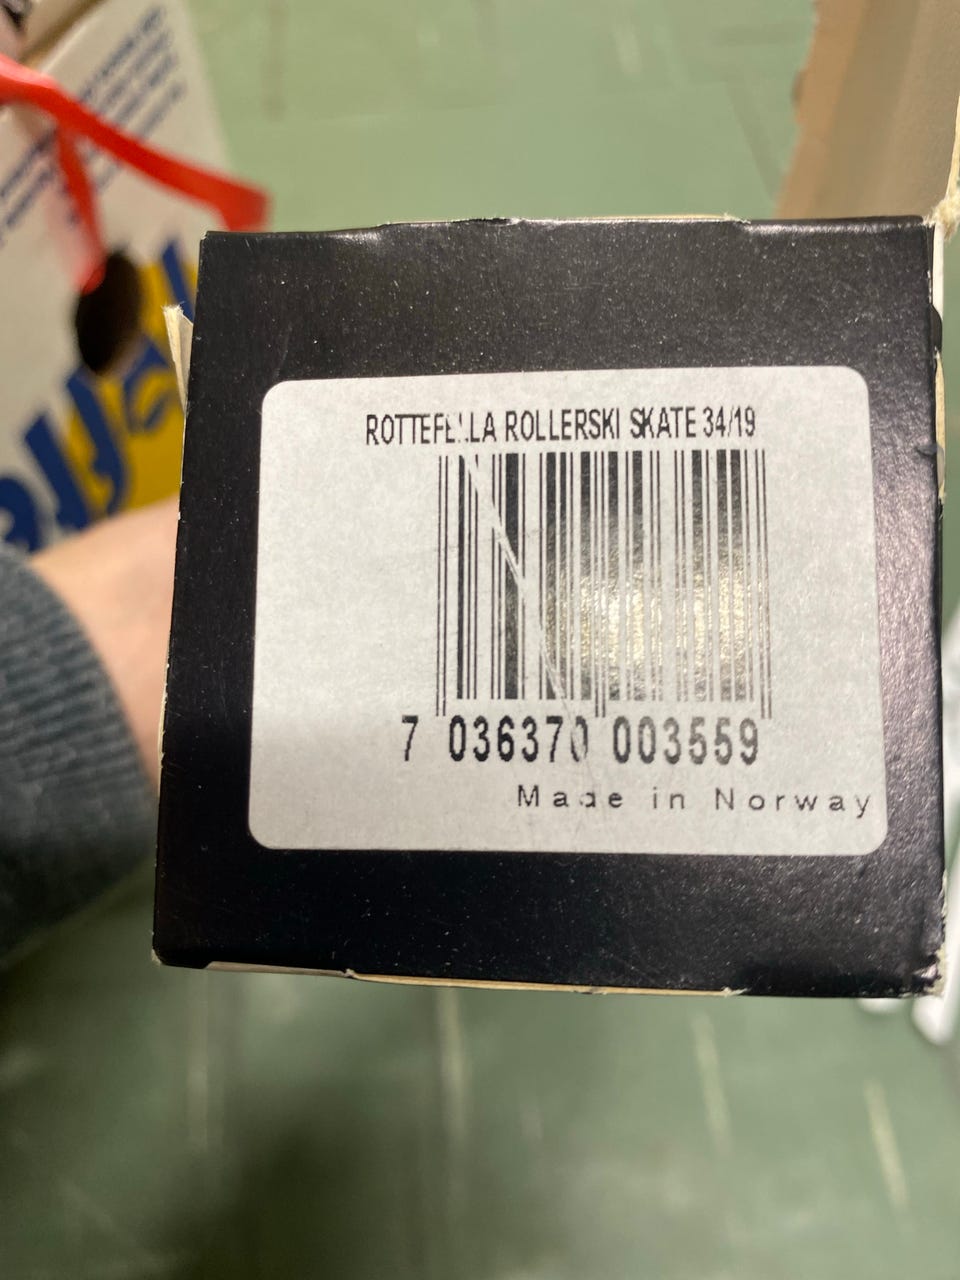 ROTTEFELLA ROLLERSKI SKATE 34/19
7 036370 003559
Made in Norway